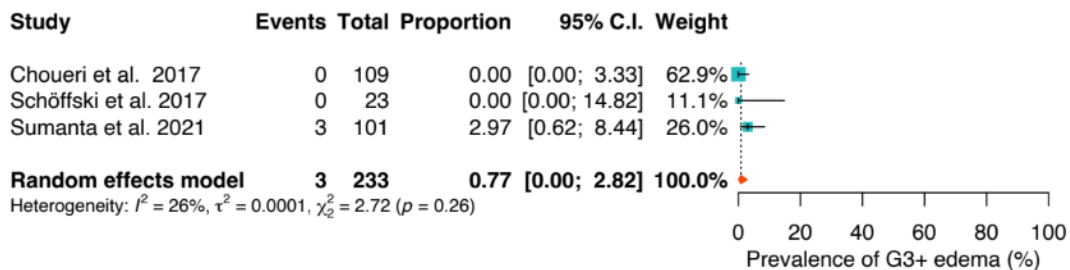 Study Events Total Proportion 95% C.I. Weight
Choueri et al. 2017 0 109 0.00 [0.00; 3.33] 62.9%
Schöffski et al. 2017 0 23 0.00 [0.00; 14.82] 11.1%
Sumanta et al. 2021 3 101 2.97 [0.62; 8.44] 26.0%
Random effects model 3 233 0.77 [0.00; 2.82] 100.0%
Heterogeneity: I² = 26%, τ² = 0.0001, χ²₂ = 2.72 (p = 0.26)
0 20 40 60 80 100
Prevalence of G3+ edema (%)